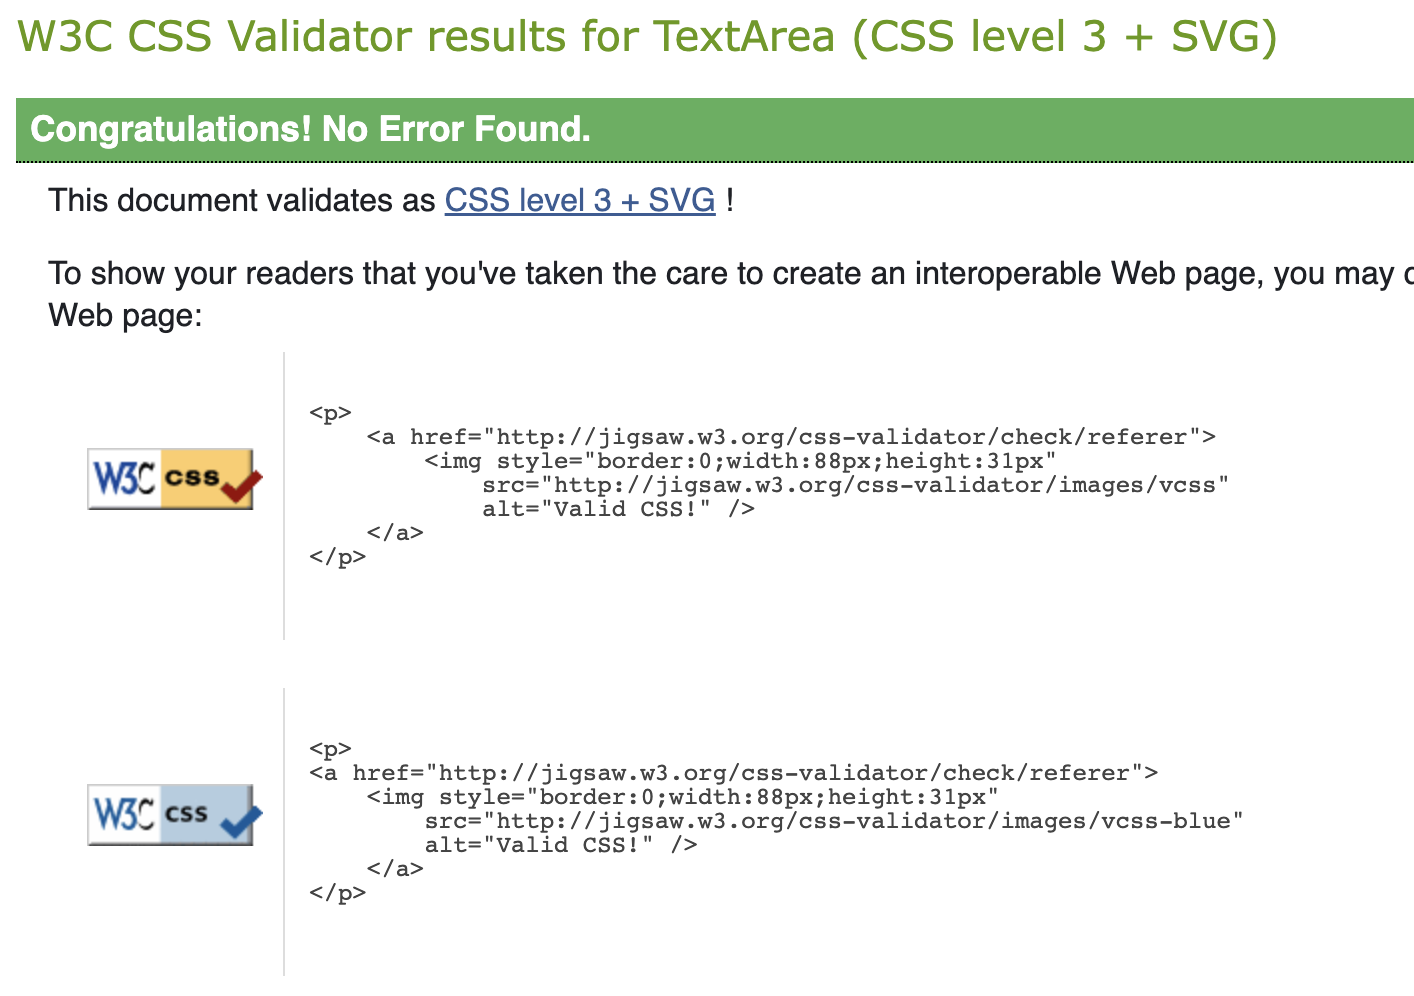 W3C CSS Validator results for TextArea (CSS level 3 + SVG)
Congratulations! No Error Found.
This document validates as CSS level 3 + SVG !
To show your readers that you've taken the care to create an interoperable Web page, you may
Web page:
<p>
    <a href="http://jigsaw.w3.org/css-validator/check/referer">
        <img style="border:0;width:88px;height:31px"
W3C css
            src="http://jigsaw.w3.org/css-validator/images/vcss"
            alt="Valid CSS!" />
    </a>
</p>
<p>
<a href="http://jigsaw.w3.org/css-validator/check/referer">
    <img style="border:0;width:88px;height:31px"
W3C css
        src="http://jigsaw.w3.org/css-validator/images/vcss-blue"
        alt="Valid CSS!" />
    </a>
</p>